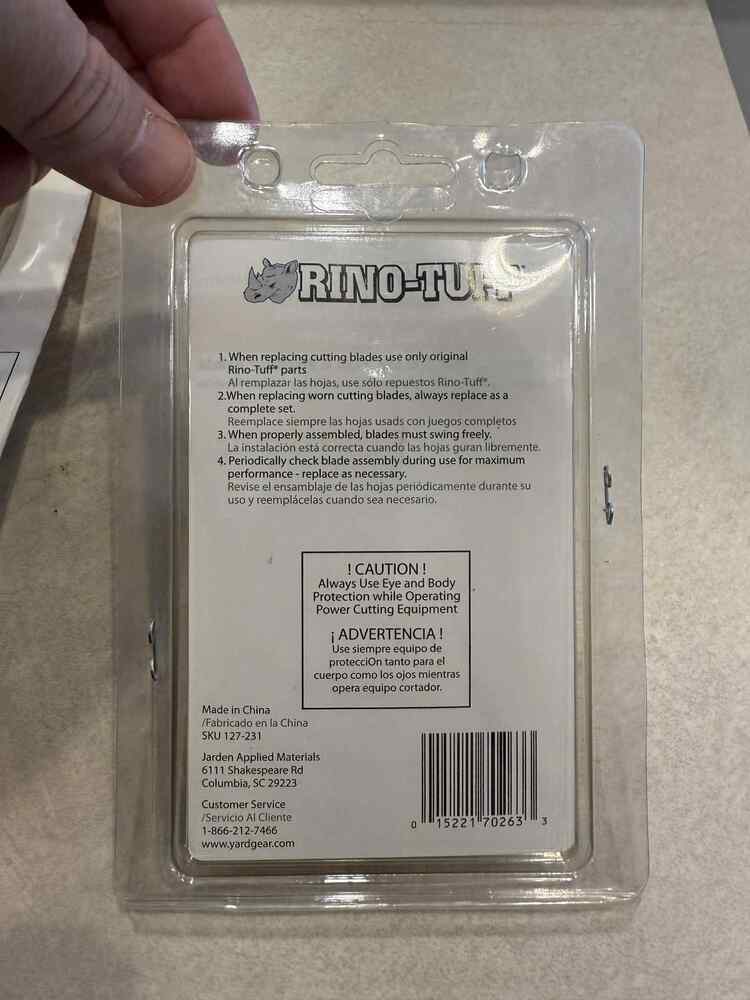 RINO-TUFF
1. When replacing cutting blades use only original
Rino-Tuff® parts
Al remplazar las hojas, use sólo repuestos Rino-Tuff®.
2.When replacing worn cutting blades, always replace as a
complete set.
Reemplace siempre las hojas usads con juegos completos
3. When properly assembled, blades must swing freely.
La instalación está correcta cuando las hojas guran libremente.
4. Periodically check blade assembly during use for maximum
performance - replace as necessary.
Revise el ensamblaje de las hojas periódicamente durante su
uso y reemplácelas cuando sea necesario.
! CAUTION !
Always Use Eye and Body
Protection while Operating
Power Cutting Equipment
¡ ADVERTENCIA !
Use siempre equipo de
protecciOn tanto para el
cuerpo como los ojos mientras
opera equipo cortador.
Made in China
/Fabricado en la China
SKU 127-231
Jarden Applied Materials
6111 Shakespeare Rd
Columbia, SC 29223
Customer Service
/Servicio Al Cliente
1-866-212-7466
www.yardgear.com
0 15221 70263 3